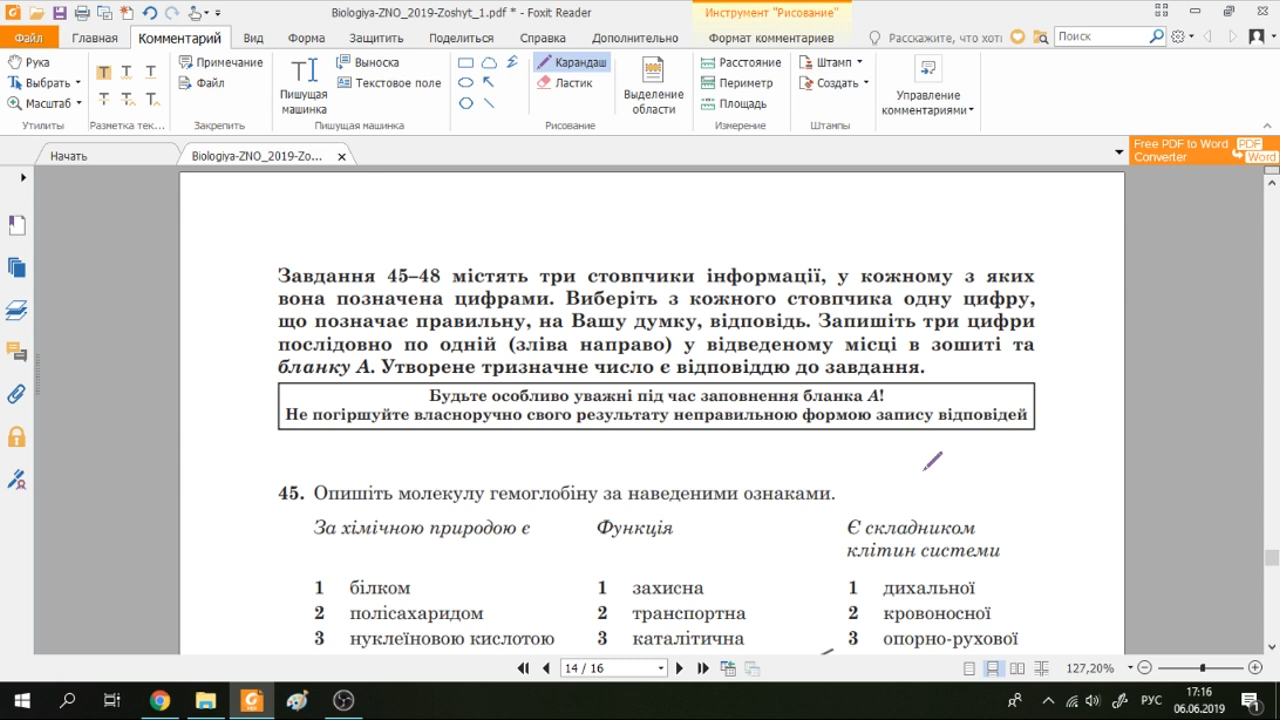 Biologiya-ZNO_2019-Zoshyt_1.pdf * - Foxit Reader
Инструмент "Рисование"
Файл
Главная
Комментарий
Вид
Форма
Защитить
Поделиться
Справка
Дополнительно
Формат комментариев
Расскажите, что хоті
Поиск
Рука
Выбрать
Масштаб
Утилиты
Разметка тек...
Примечание
Файл
Закрепить
Пишущая
машинка
Выноска
Текстовое поле
Пишущая машинка
Карандаш
Ластик
Рисование
Выделение
области
Расстояние
Периметр
Площадь
Измерение
Штамп
Создать
Штампы
Управление
комментариями
Начать
Biologiya-ZNO_2019-Zo...
Free PDF to Word
Converter
PDF
Word
Завдання 45–48 містять три стовпчики інформації, у кожному з яких
вона позначена цифрами. Виберіть з кожного стовпчика одну цифру,
що позначає правильну, на Вашу думку, відповідь. Запишіть три цифри
послідовно по одній (зліва направо) у відведеному місці в зошиті та
бланку А. Утворене тризначне число є відповіддю до завдання.
Будьте особливо уважні під час заповнення бланка А!
Не погіршуйте власноручно свого результату неправильною формою запису відповідей
45. Опишіть молекулу гемоглобіну за наведеними ознаками.
За хімічною природою є Функція Є складником
клітин системи
1 білком 1 захисна 1 дихальної
2 полісахаридом 2 транспортна 2 кровоносної
3 нуклеїновою кислотою 3 каталітична 3 опорно-рухової
14 / 16
127,20%
РУС
17:16
06.06.2019
1